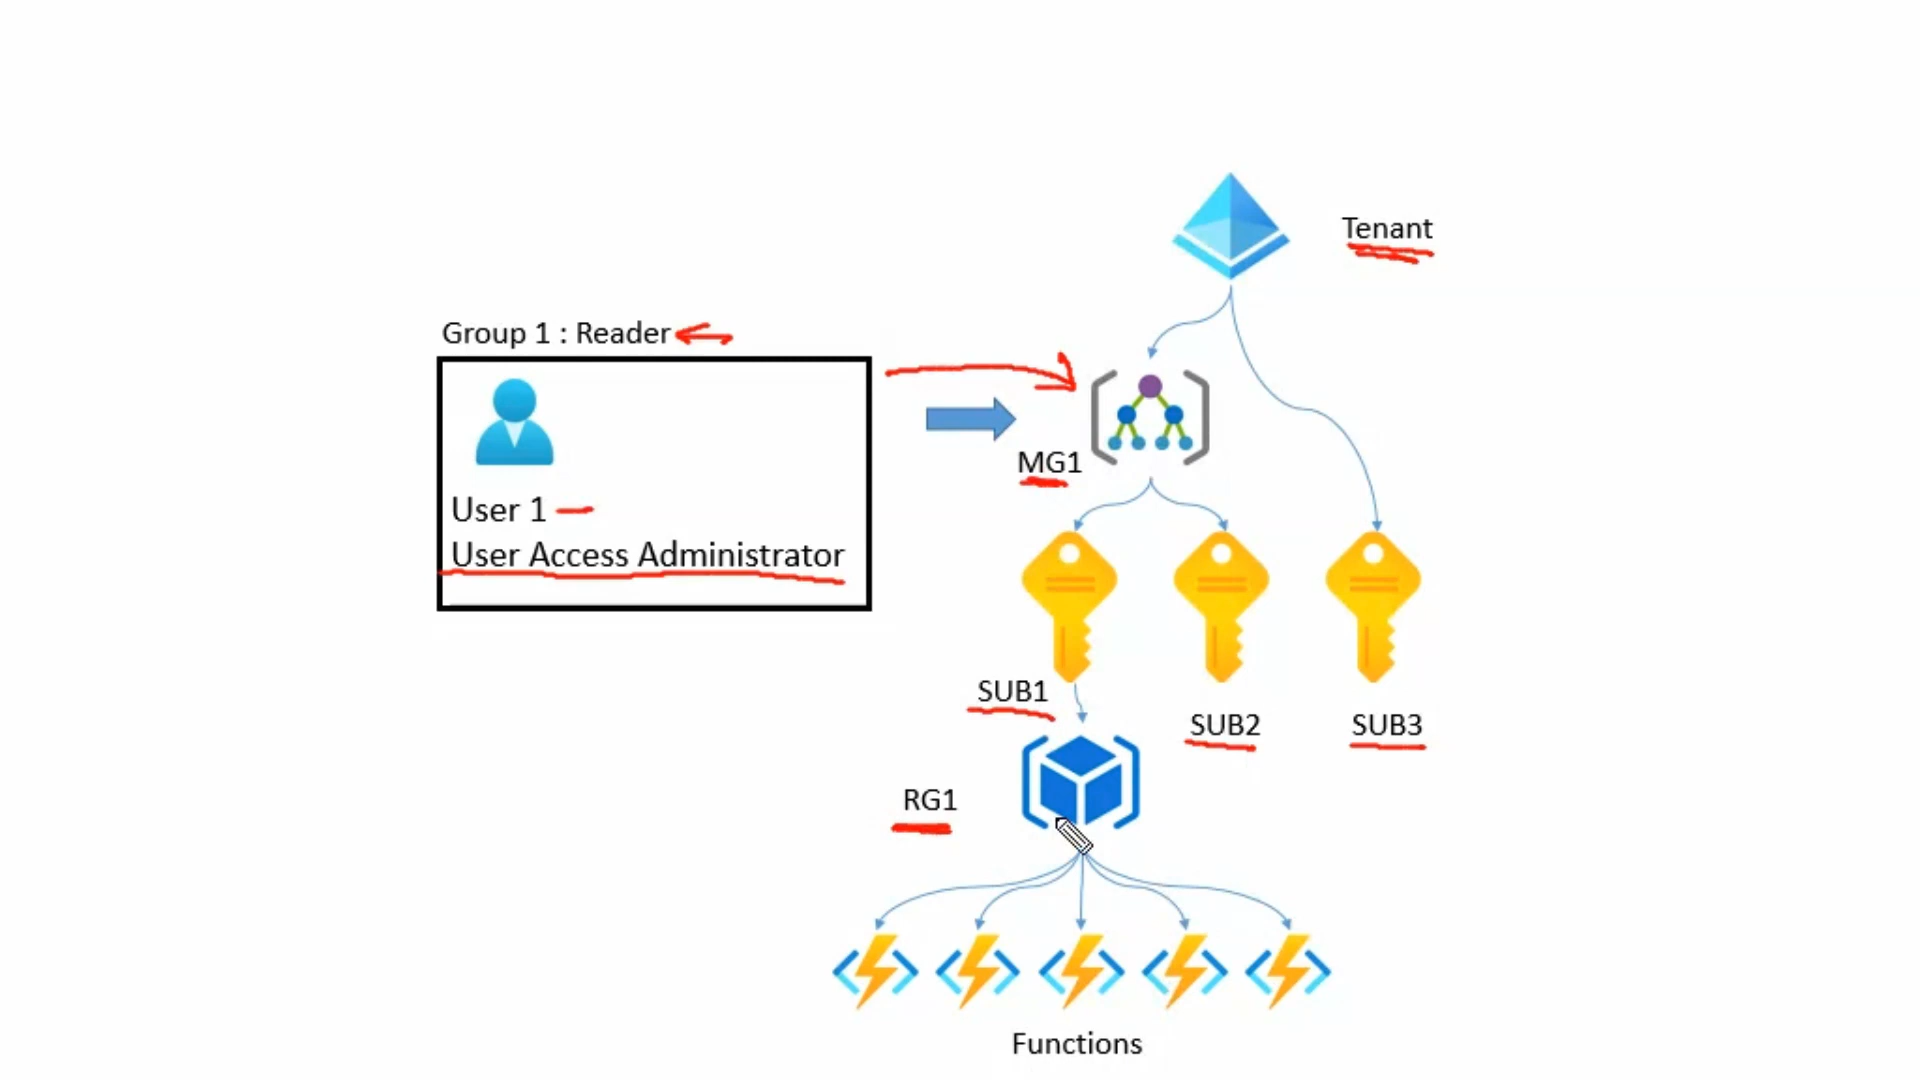 Tenant
Group 1 : Reader
MG1
User 1
User Access Administrator
SUB1
SUB2
SUB3
RG1
Functions